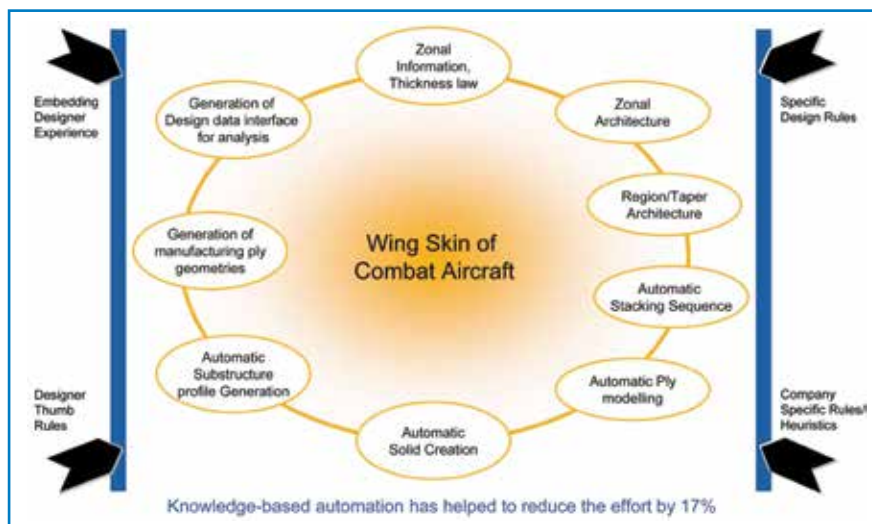 Zonal
Information,
Thickness law
Zonal
Architecture
Region/Taper
Architecture
Automatic
Stacking Sequence
Automatic Ply
modelling
Automatic
Solid Creation
Automatic
Substructure
profile Generation
Generation of
manufacturing ply
geometries
Generation of
Design data interface
for analysis
Wing Skin of
Combat Aircraft
Embedding
Designer
Experience
Designer
Thumb
Rules
Specific
Design Rules
Company
Specific Rules/
Heuristics
Knowledge-based automation has helped to reduce the effort by 17%